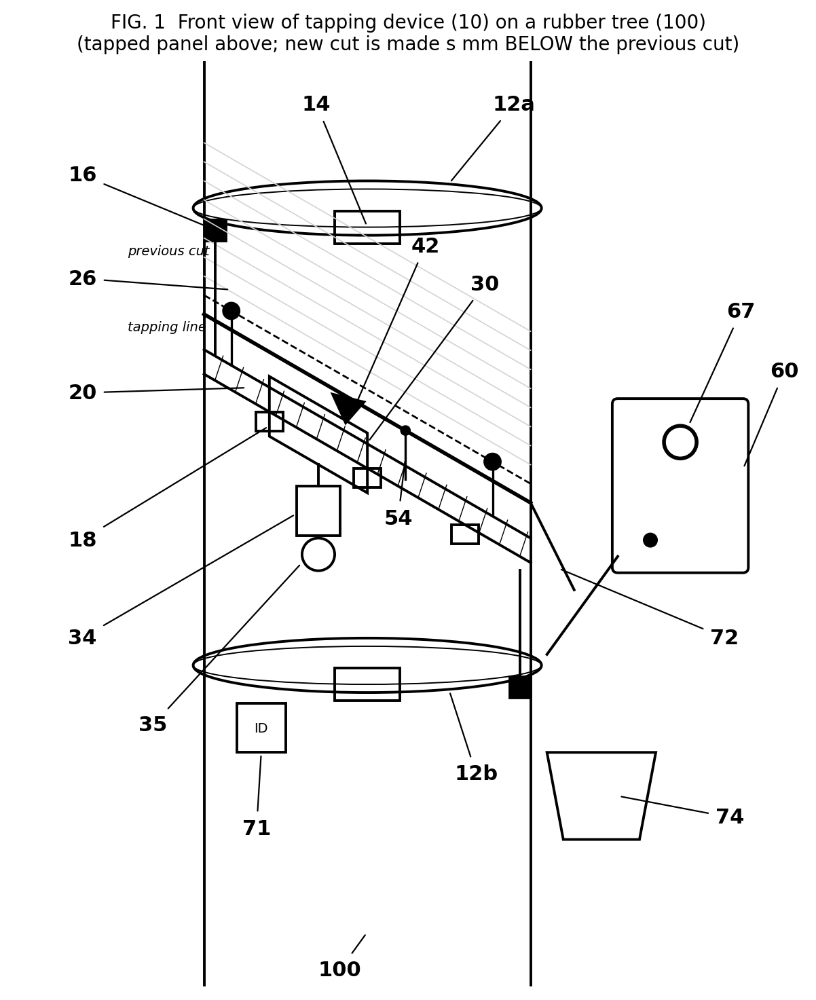 FIG. 1  Front view of tapping device (10) on a rubber tree (100)
(tapped panel above; new cut is made s mm BELOW the previous cut)
14
12a
16
42
previous cut
26
30
67
tapping line
60
20
54
18
34
72
35
ID
12b
74
71
100